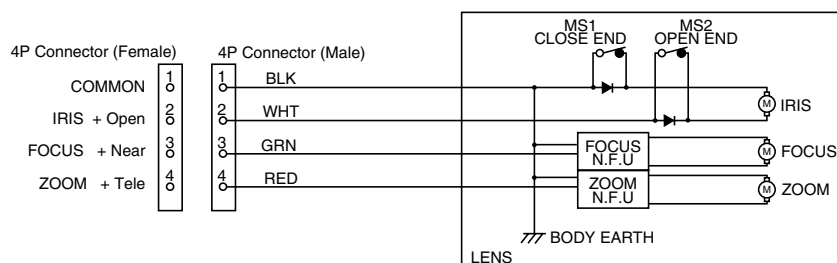 MS1
CLOSE END
MS2
OPEN END
4P Connector (Female)
4P Connector (Male)
COMMON 1 1 BLK
IRIS + Open 2 2 WHT
IRIS
FOCUS + Near 3 3 GRN
FOCUS
N.F.U
FOCUS
ZOOM + Tele 4 4 RED
ZOOM
N.F.U
ZOOM
M
M
M
BODY EARTH
LENS